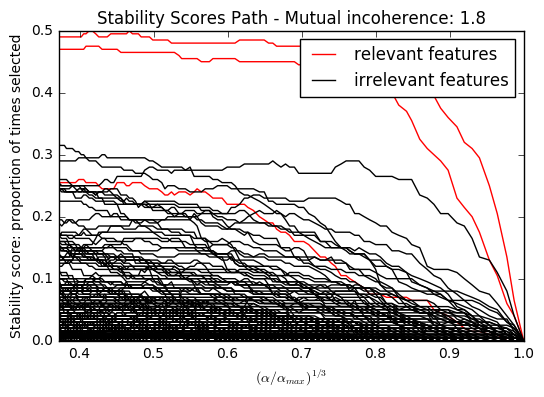 Stability Scores Path - Mutual incoherence: 1.8
Stability score: proportion of times selected
0.5
0.4
0.3
0.2
0.1
0.0
relevant features
irrelevant features
0.4 0.5 0.6 0.7 0.8 0.9 1.0
(α/α_max)^1/3